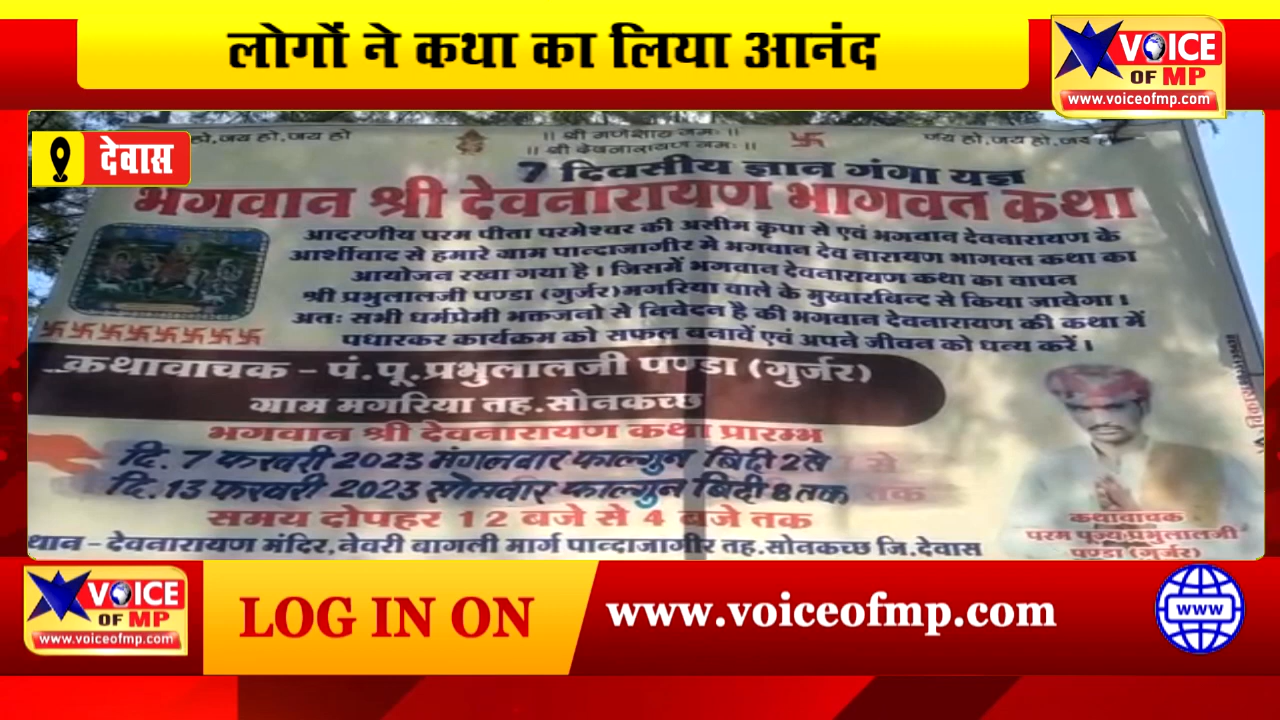 लोगों ने कथा का लिया आनंद
VOICE
OF MP
www.voiceofmp.com
देवास
हो,जय हो,जय हो
|| श्री गणेशाय नमः ||
जय हो,जय हो,जय हो
|| श्री देवनारायण नमः ||
7 दिवसीय ज्ञान गंगा यज्ञ
भगवान श्री देवनारायण भागवत कथा
आदरणीय परम पीता परमेश्वर की असीम कृपा से एवं भगवान देवनारायण के
आर्शीवाद से हमारे ग्राम पान्दाजागीर मे भगवान देव नारायण भागवत कथा का
आयोजन रखा गया है। जिसमें भगवान देवनारायण कथा का वाचन
श्री प्रभुलालजी पण्डा (गुर्जर)मगरिया वाले के मुखारबिन्द से किया जावेगा।
अतः सभी धर्मप्रेमी भक्तजनो से निवेदन है की भगवान देवनारायण की कथा में
पधारकर कार्यक्रम को सफल बनावें एवं अपने जीवन को धन्य करें।
कथावाचक - पं.पू.प्रभुलालजी पण्डा (गुर्जर)
ग्राम मगरिया तह.सोनकच्छ
भगवान श्री देवनारायण कथा प्रारम्भ
दि. 7 फरवरी 2023 मंगलवार फाल्गुन बिदी 2 से
दि. 13 फरवरी 2023 सोमवार फाल्गुन बिदी 8 तक
समय दोपहर 12 बजे से 4 बजे तक
थान - देवनारायण मंदिर,नेवरी बागली मार्ग पान्दाजागीर तह.सोनकच्छ जि.देवास
कथावाचक
परम पूज्य प्रभुलालजी
पण्डा (गुर्जर)
VOICE
OF MP
www.voiceofmp.com
LOG IN ON
www.voiceofmp.com
www